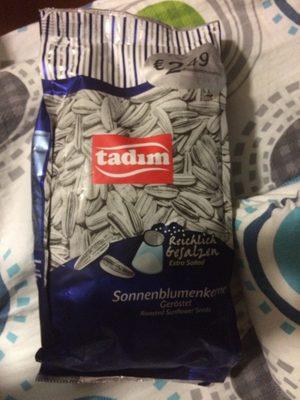 €2.49
tadım
Reichlich
Gesalzen
Extra Salted
Sonnenblumenkerne
Geröstet
Roasted Sunflower Seeds